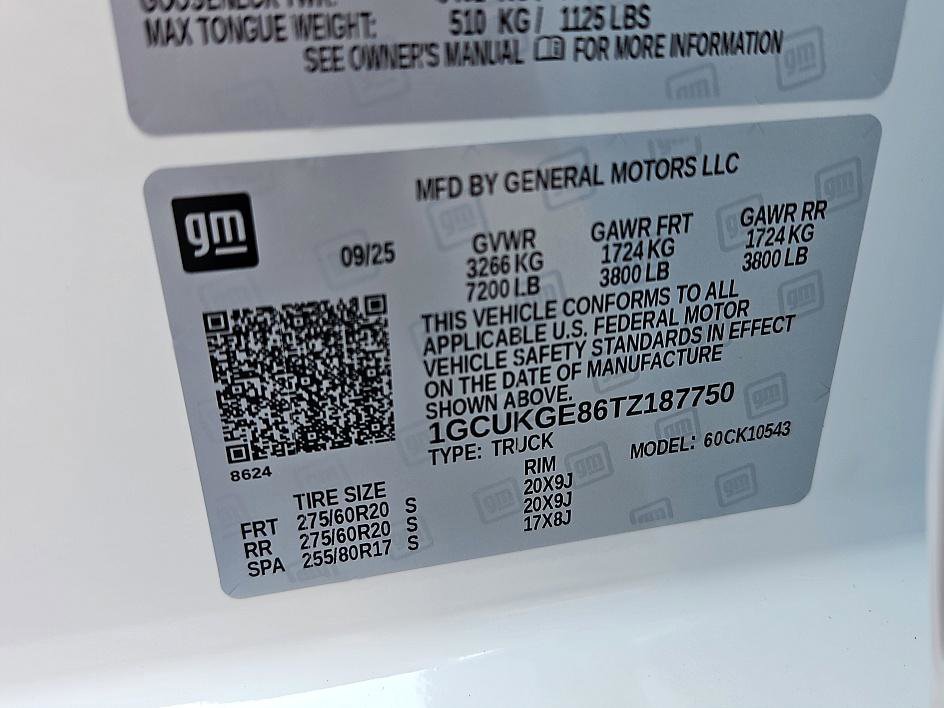 MAX TONGUE WEIGHT: 510 KG/ 1125 LBS
SEE OWNER'S MANUAL FOR MORE INFORMATION
MFD BY GENERAL MOTORS LLC
gm
09/25
GVWR
3266 KG
7200 LB
GAWR FRT
1724 KG
3800 LB
GAWR RR
1724 KG
3800 LB
THIS VEHICLE CONFORMS TO ALL
APPLICABLE U.S. FEDERAL MOTOR
VEHICLE SAFETY STANDARDS IN EFFECT
ON THE DATE OF MANUFACTURE
SHOWN ABOVE.
1GCUKGE86TZ187750
TYPE: TRUCK MODEL: 60CK10543
8624
TIRE SIZE RIM
FRT 275/60R20 S 20X9J
RR 275/60R20 S 20X9J
SPA 255/80R17 S 17X8J